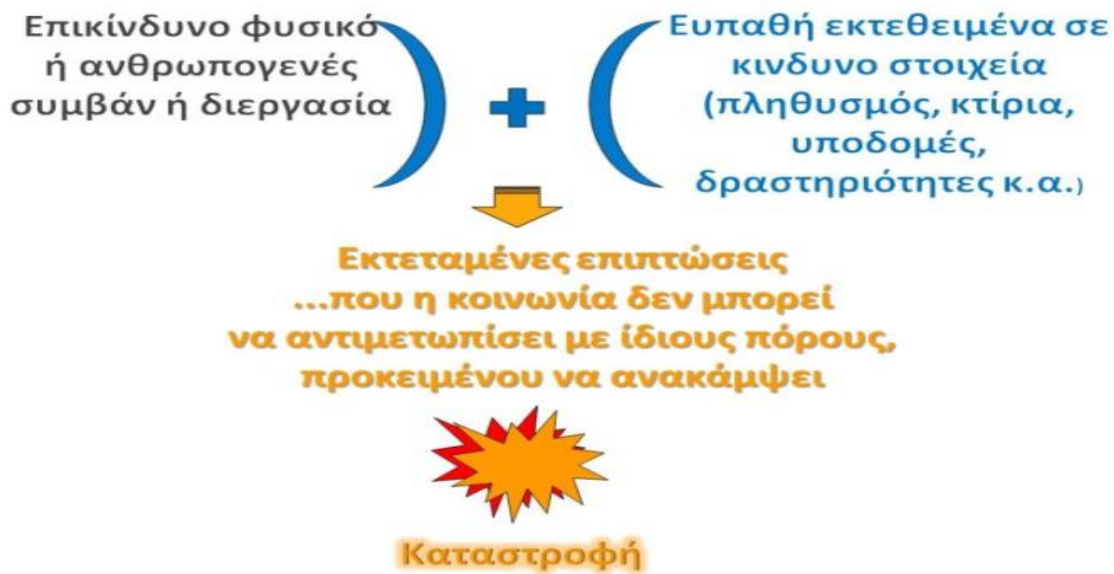 Επικίνδυνο φυσικό
ή ανθρωπογενές
συμβάν ή διεργασία
+
Ευπαθή εκτεθειμένα σε
κινδυνο στοιχεία
(πληθυσμός, κτίρια,
υποδομές,
δραστηριότητες κ.α.)
Εκτεταμένες επιπτώσεις
...που η κοινωνία δεν μπορεί
να αντιμετωπίσει με ίδιους πόρους,
προκειμένου να ανακάμψει
Καταστροφή